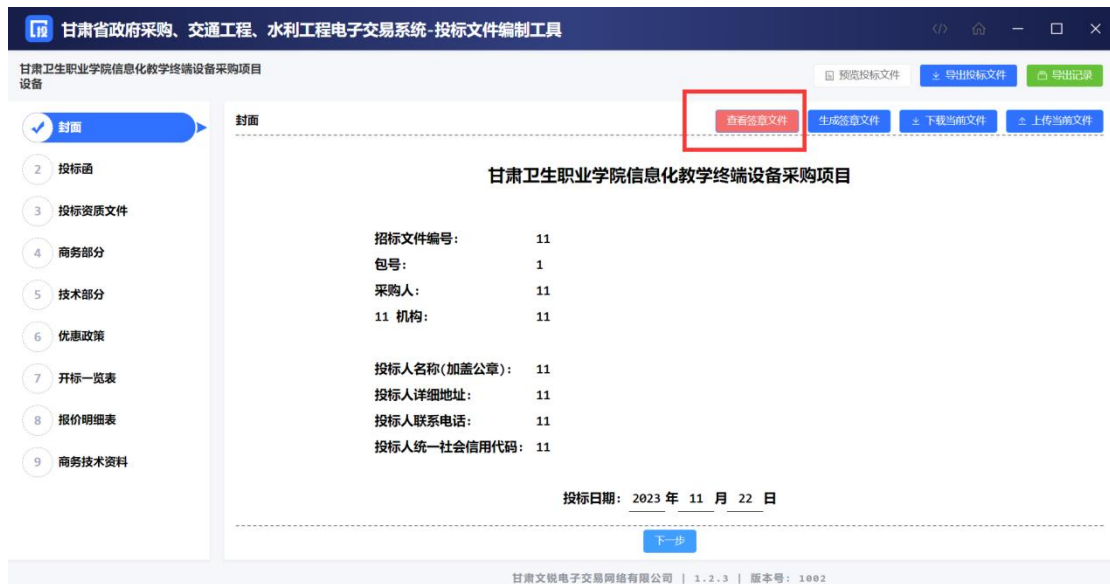 投 甘肃省政府采购、交通工程、水利工程电子交易系统-投标文件编制工具
甘肃卫生职业学院信息化教学终端设备采购项目
设备
预览投标文件 导出投标文件 导出记录
封面
2 投标函
3 投标资质文件
4 商务部分
5 技术部分
6 优惠政策
7 开标一览表
8 报价明细表
9 商务技术资料
封面 查看签章文件 生成签章文件 下载当前文件 上传当前文件
甘肃卫生职业学院信息化教学终端设备采购项目
招标文件编号: 11
包号: 1
采购人: 11
11 机构: 11
投标人名称(加盖公章): 11
投标人详细地址: 11
投标人联系电话: 11
投标人统一社会信用代码: 11
投标日期: 2023 年 11 月 22 日
下一步
甘肃文锐电子交易网络有限公司 | 1.2.3 | 版本号: 1002